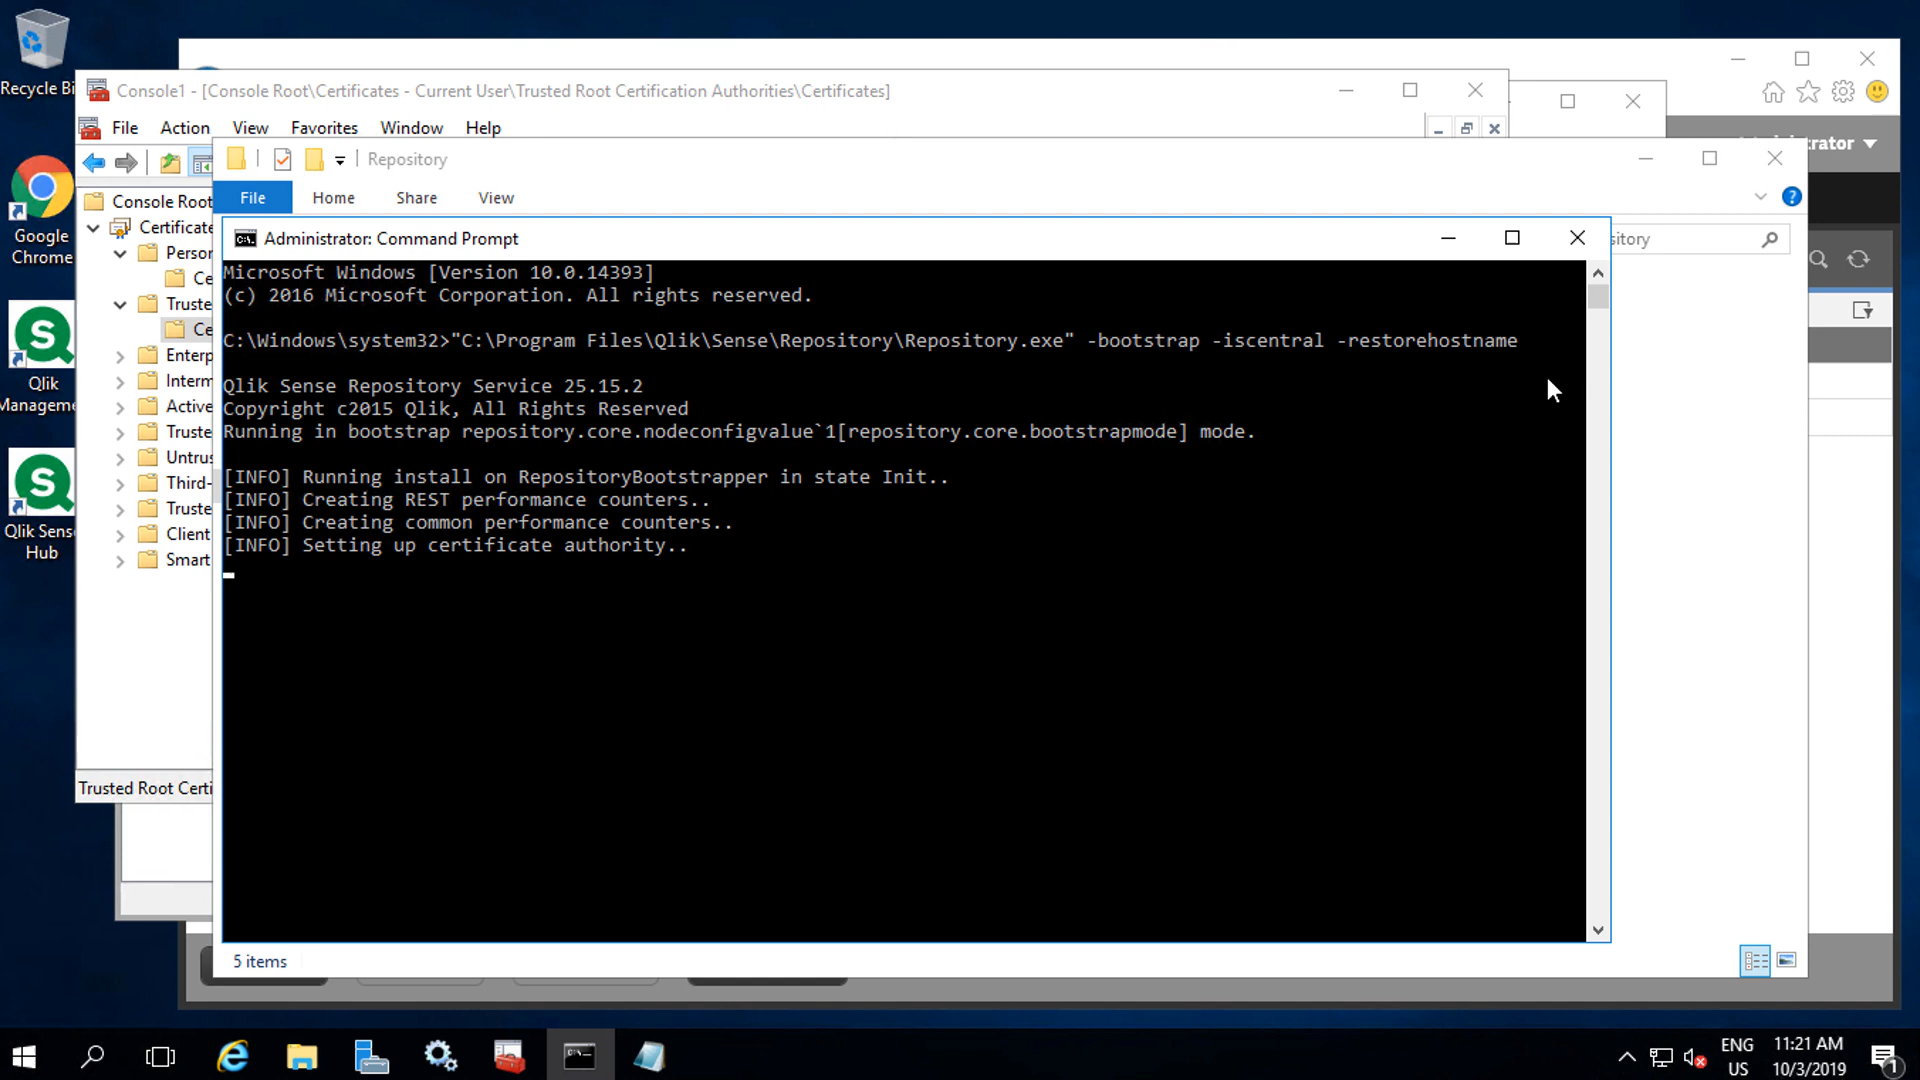 Recycle Bi
Google
Chrome
Qlik
Manageme
Qlik Sense
Hub
Console1 - [Console Root\Certificates - Current User\Trusted Root Certification Authorities\Certificates]
File Action View Favorites Window Help
Console Root
Certificate
Person
Ce
Truste
Ce
Enterp
Interm
Active
Truste
Untrus
Third-
Truste
Client
Smart
Trusted Root Certi
rator
Repository
File Home Share View
itory
Administrator: Command Prompt
Microsoft Windows [Version 10.0.14393]
(c) 2016 Microsoft Corporation. All rights reserved.
C:\Windows\system32>"C:\Program Files\Qlik\Sense\Repository\Repository.exe" -bootstrap -iscentral -restorehostname
Qlik Sense Repository Service 25.15.2
Copyright c2015 Qlik, All Rights Reserved
Running in bootstrap repository.core.nodeconfigvalue`1[repository.core.bootstrapmode] mode.
[INFO] Running install on RepositoryBootstrapper in state Init..
[INFO] Creating REST performance counters..
[INFO] Creating common performance counters..
[INFO] Setting up certificate authority..
5 items
ENG
US
11:21 AM
10/3/2019
1